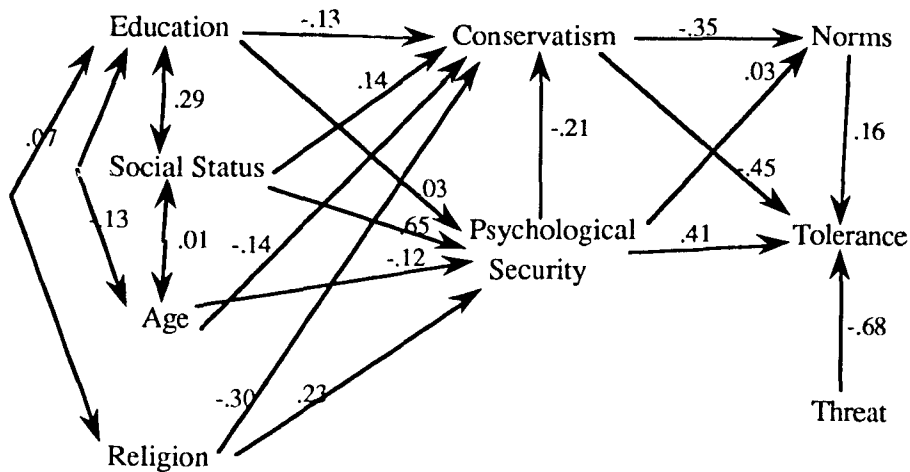 Education -.13 Conservatism -.35 Norms
.14 .03
.07 .29 -.21 .16
Social Status -.45
-.13 .03
.65 Psychological .41 Tolerance
.01 -.14 Security
-.12
Age -.68
-.30 .23 Threat
Religion